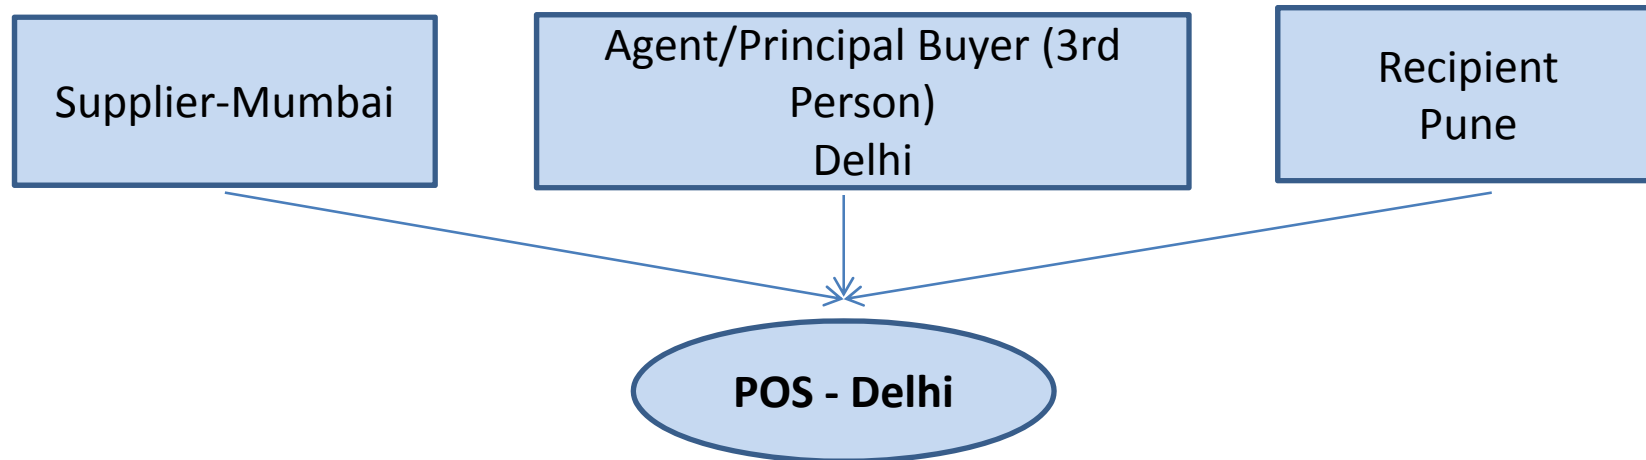 Supplier-Mumbai
Agent/Principal Buyer (3rd
Person)
Delhi
Recipient
Pune
POS - Delhi